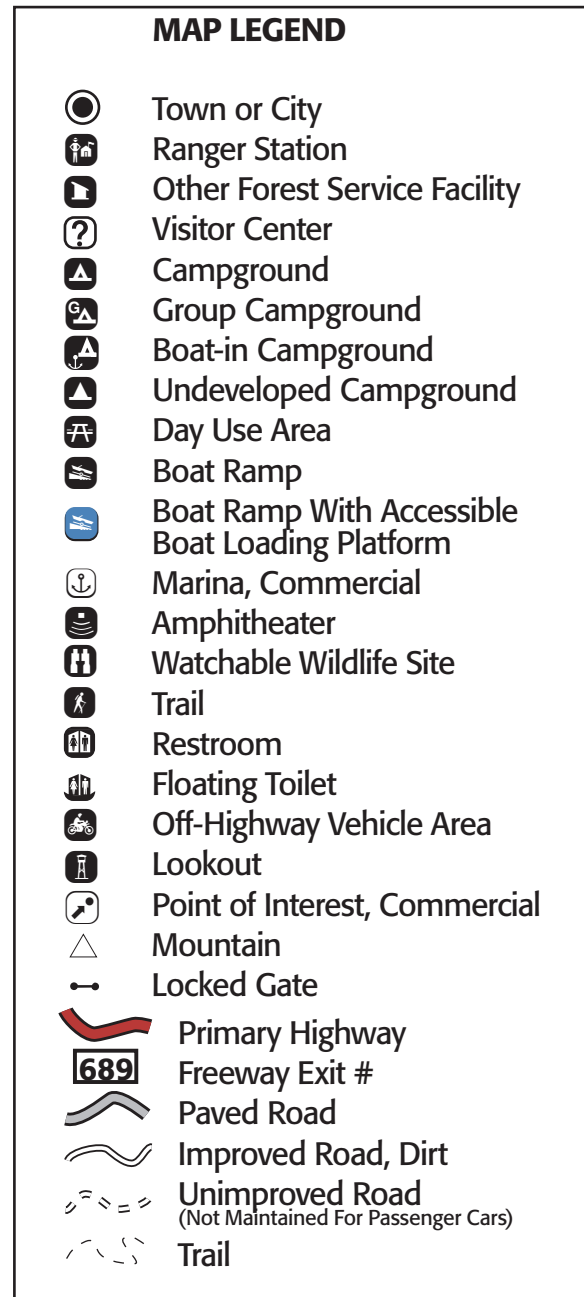 MAP LEGEND
Town or City
Ranger Station
Other Forest Service Facility
? Visitor Center
Campground
G Group Campground
Boat-in Campground
Undeveloped Campground
Day Use Area
Boat Ramp
Boat Ramp With Accessible
Boat Loading Platform
Marina, Commercial
Amphitheater
Watchable Wildlife Site
Trail
Restroom
Floating Toilet
Off-Highway Vehicle Area
Lookout
Point of Interest, Commercial
Mountain
Locked Gate
Primary Highway
689 Freeway Exit #
Paved Road
Improved Road, Dirt
Unimproved Road
(Not Maintained For Passenger Cars)
Trail